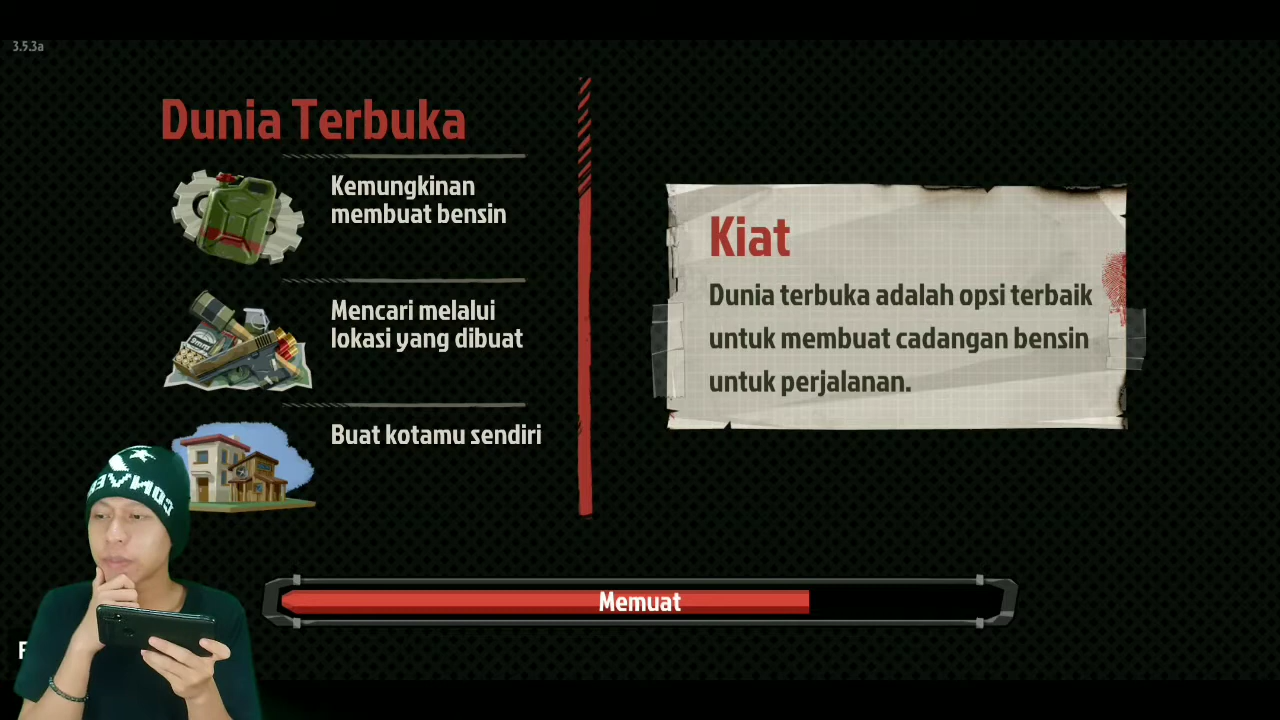 3.5.3a
Dunia Terbuka
Kemungkinan
membuat bensin
Mencari melalui
lokasi yang dibuat
Buat kotamu sendiri
Kiat
Dunia terbuka adalah opsi terbaik
untuk membuat cadangan bensin
untuk perjalanan.
Memuat